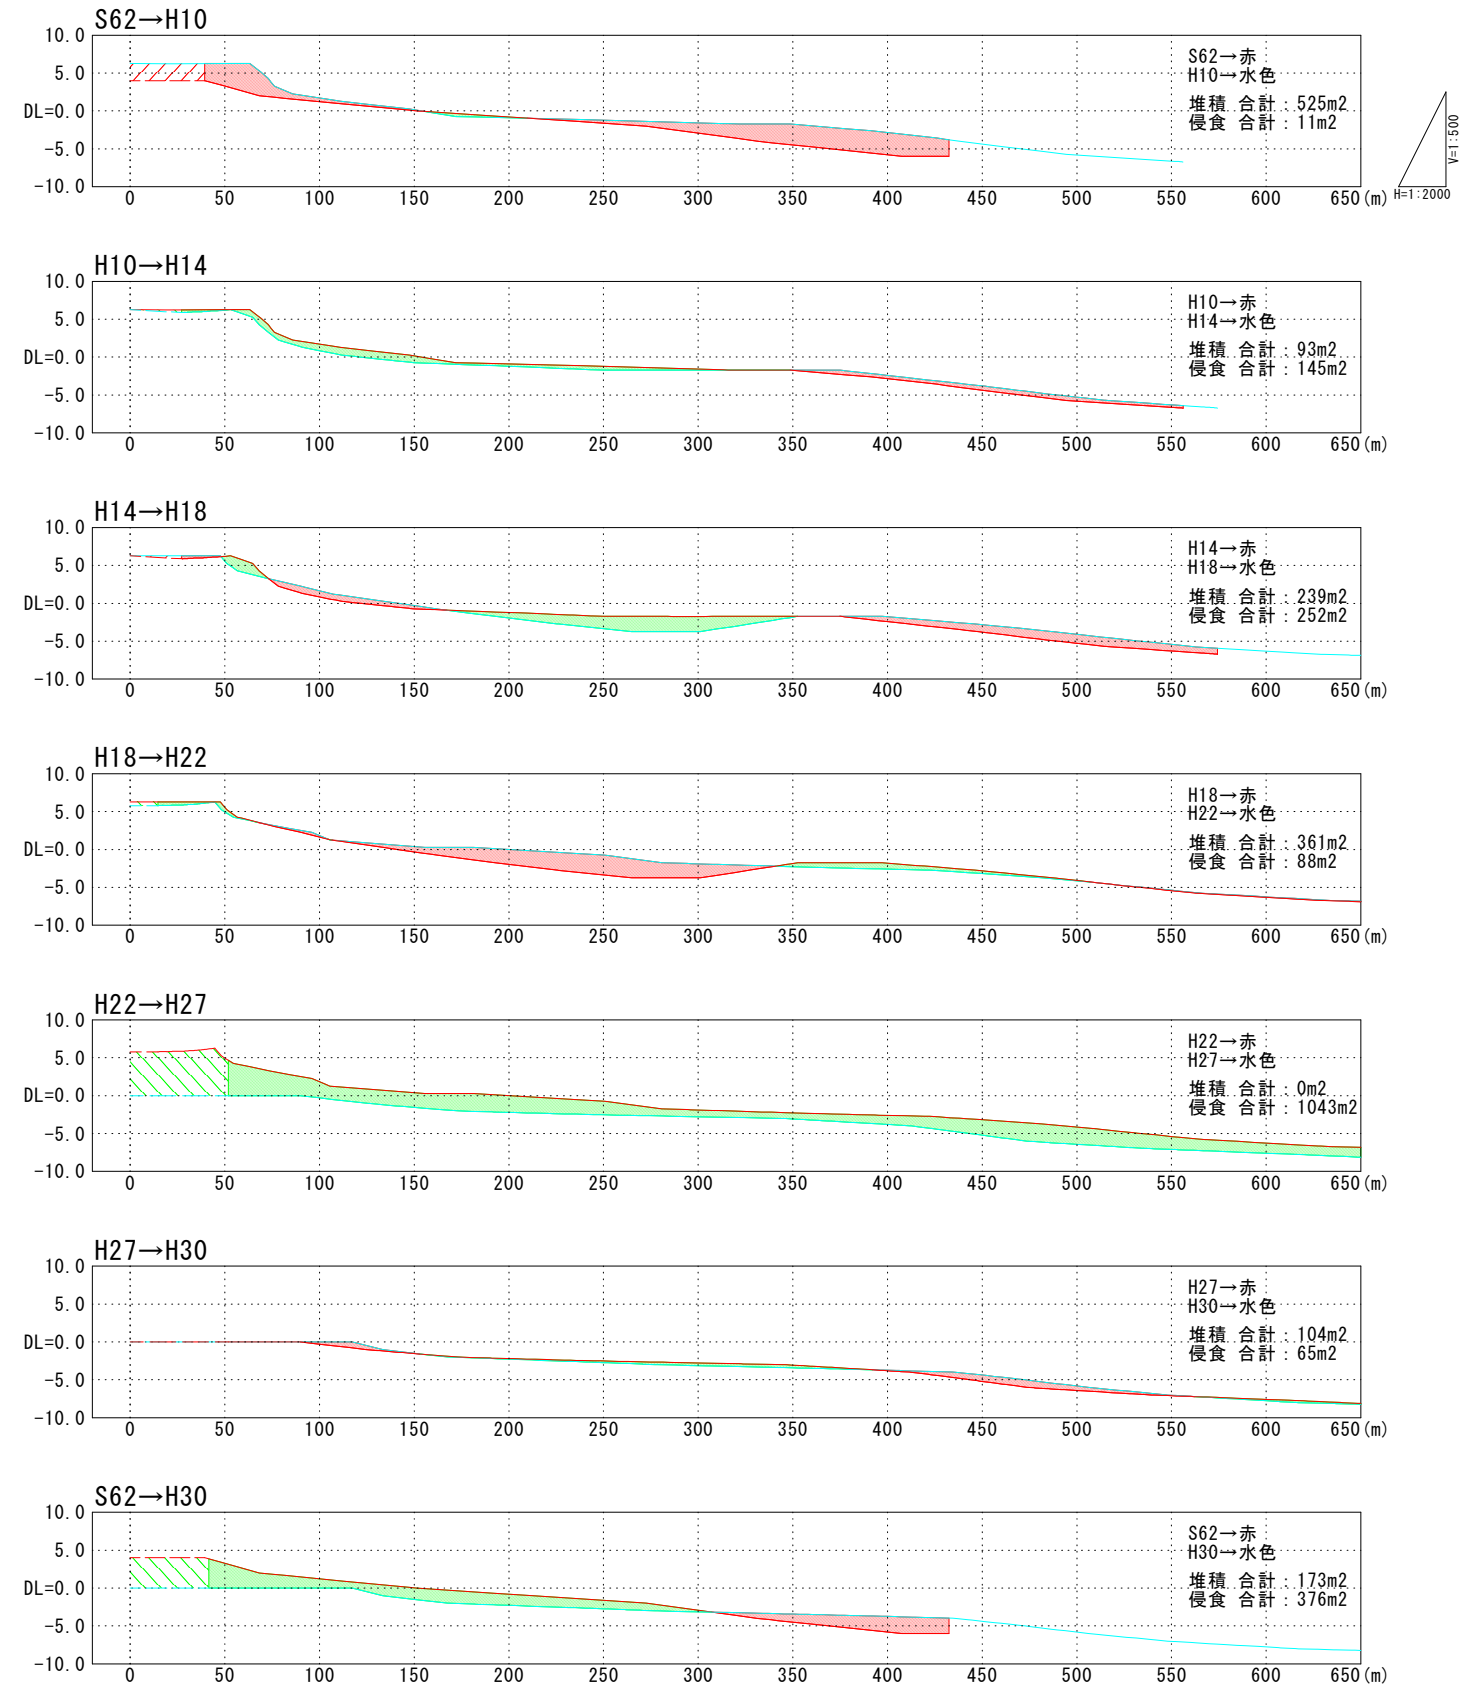 S62→H10
10.0
5.0
DL=0.0
-5.0
-10.0
0 50 100 150 200 250 300 350 400 450 500 550 600 650(m)
S62→赤
H10→水色
堆積 合計：525m2
侵食 合計：11m2
V=1:500
H=1:2000
H10→H14
10.0
5.0
DL=0.0
-5.0
-10.0
0 50 100 150 200 250 300 350 400 450 500 550 600 650(m)
H10→赤
H14→水色
堆積 合計：93m2
侵食 合計：145m2
H14→H18
10.0
5.0
DL=0.0
-5.0
-10.0
0 50 100 150 200 250 300 350 400 450 500 550 600 650(m)
H14→赤
H18→水色
堆積 合計：239m2
侵食 合計：252m2
H18→H22
10.0
5.0
DL=0.0
-5.0
-10.0
0 50 100 150 200 250 300 350 400 450 500 550 600 650(m)
H18→赤
H22→水色
堆積 合計：361m2
侵食 合計：88m2
H22→H27
10.0
5.0
DL=0.0
-5.0
-10.0
0 50 100 150 200 250 300 350 400 450 500 550 600 650(m)
H22→赤
H27→水色
堆積 合計：0m2
侵食 合計：1043m2
H27→H30
10.0
5.0
DL=0.0
-5.0
-10.0
0 50 100 150 200 250 300 350 400 450 500 550 600 650(m)
H27→赤
H30→水色
堆積 合計：104m2
侵食 合計：65m2
S62→H30
10.0
5.0
DL=0.0
-5.0
-10.0
0 50 100 150 200 250 300 350 400 450 500 550 600 650(m)
S62→赤
H30→水色
堆積 合計：173m2
侵食 合計：376m2